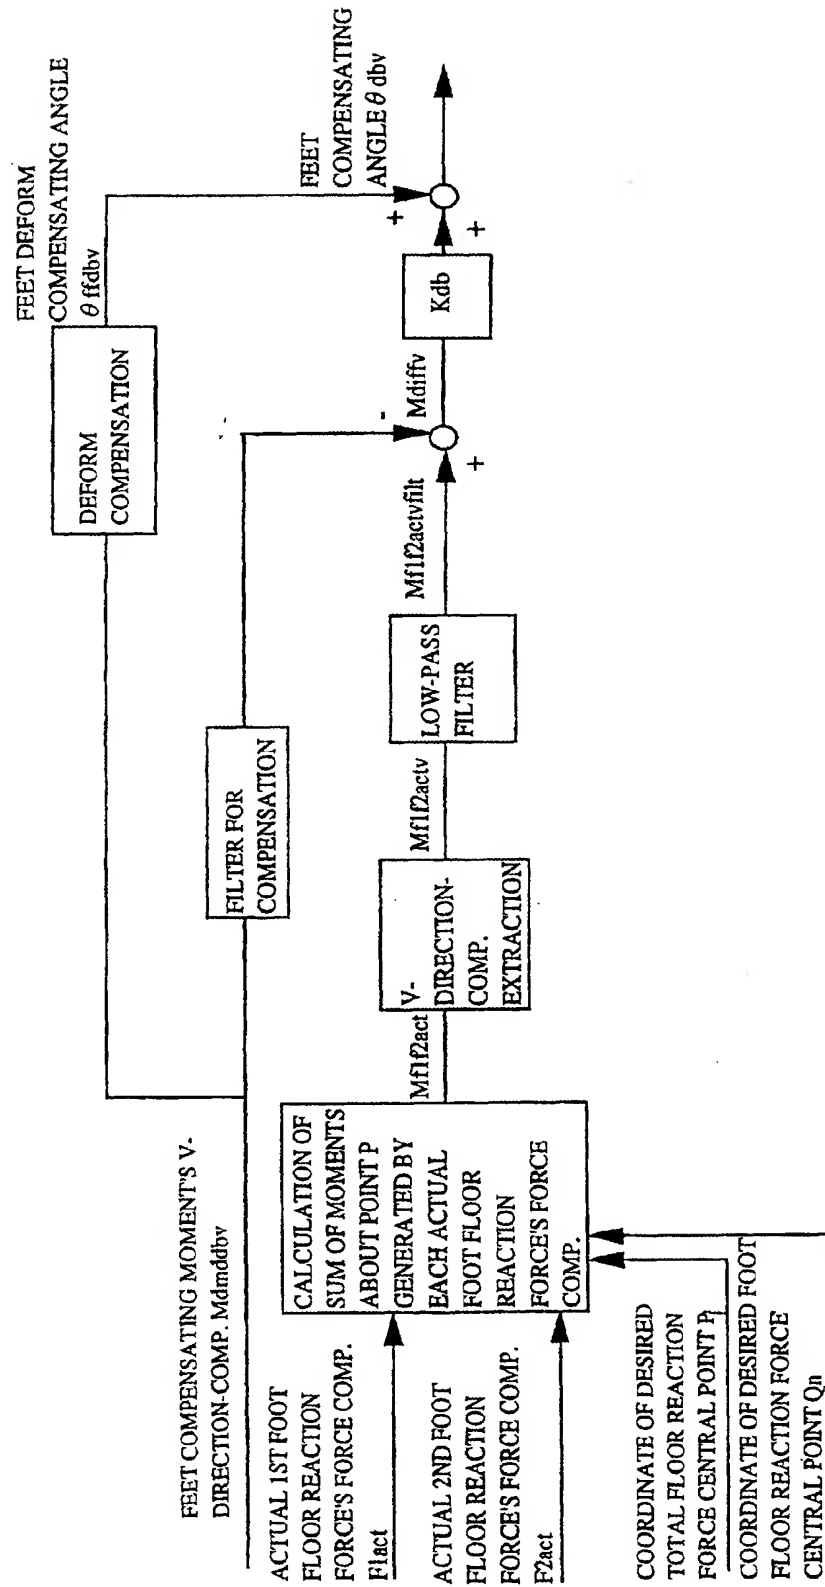 FEET COMPENSATING MOMENT'S V-
DIRECTION-COMP. Mdmddbv
ACTUAL 1ST FOOT
FLOOR REACTION
FORCE'S FORCE COMP.
F1act
ACTUAL 2ND FOOT
FLOOR REACTION
FORCE'S FORCE COMP.
F2act
COORDINATE OF DESIRED
TOTAL FLOOR REACTION
FORCE CENTRAL POINT P
COORDINATE OF DESIRED FOOT
FLOOR REACTION FORCE
CENTRAL POINT Qn
CALCULATION OF
SUM OF MOMENTS
ABOUT POINT P
GENERATED BY
EACH ACTUAL
FOOT FLOOR
REACTION
FORCE'S FORCE
COMP.
Mf1f2act
V-
DIRECTION-
COMP.
EXTRACTION
Mf1f2actv
LOW-PASS
FILTER
Mf1f2actvfilt
FILTER FOR
COMPENSATION
-
+
Mdiffv
Kdb
DEFORM
COMPENSATION
FEET DEFORM
COMPENSATING ANGLE
θ ffdbv
+
+
FEET
COMPENSATING
ANGLE θ dbv